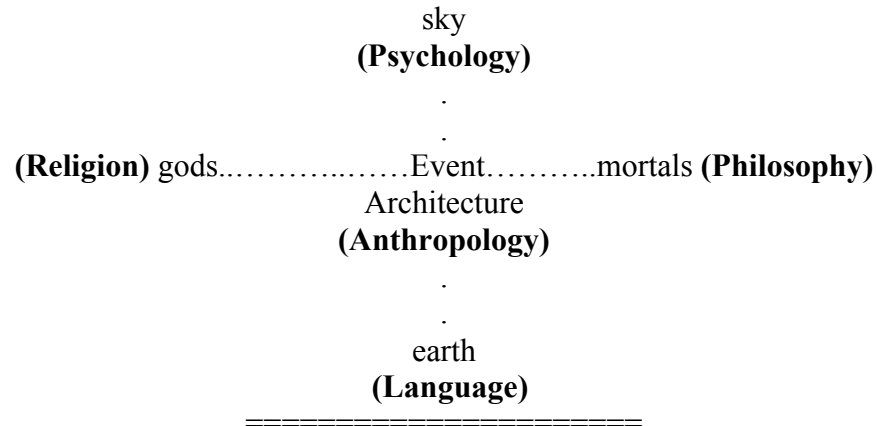 sky
(Psychology)
.
.
(Religion) gods..………..……Event………..mortals (Philosophy)
Architecture
(Anthropology)
.
.
earth
(Language)
======================